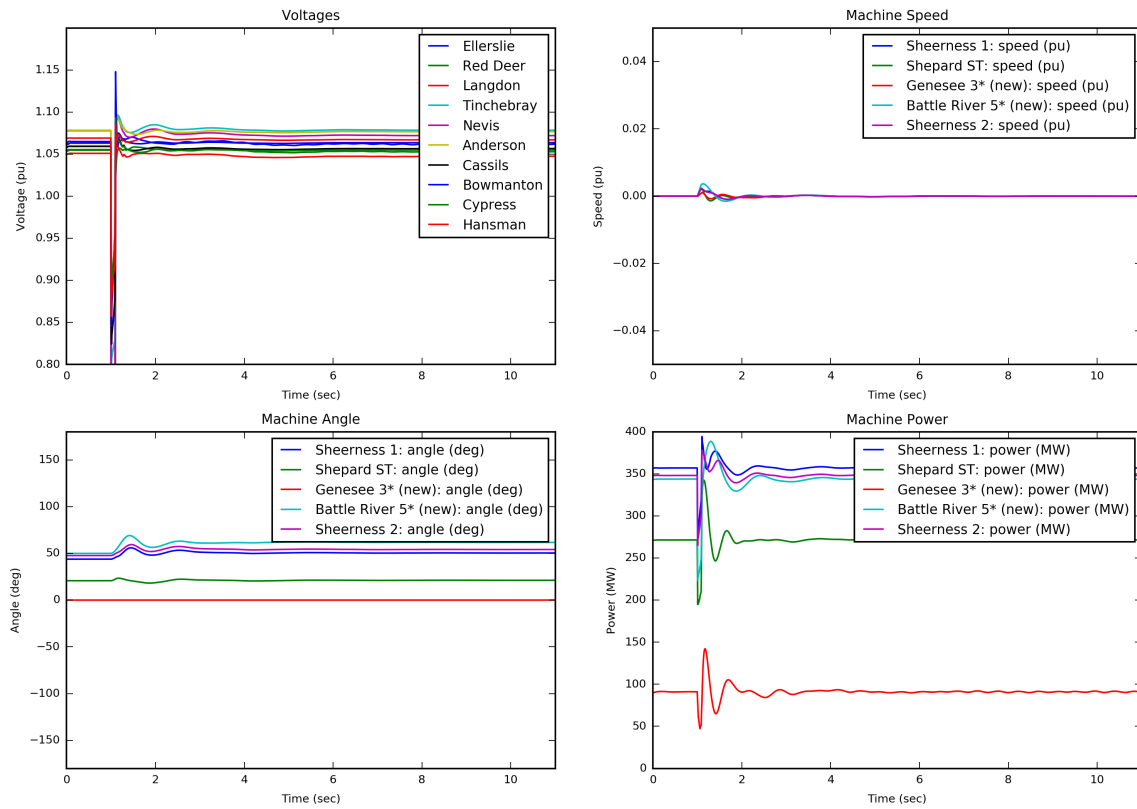 Voltages
1.15
1.10
1.05
1.00
0.95
0.90
0.85
0.80
Voltage (pu)
Ellerslie
Red Deer
Langdon
Tinchebray
Nevis
Anderson
Cassils
Bowmanton
Cypress
Hansman
0 2 4 6 8 10
Time (sec)
Machine Speed
0.04
0.02
0.00
−0.02
−0.04
Speed (pu)
Sheerness 1: speed (pu)
Shepard ST: speed (pu)
Genesee 3* (new): speed (pu)
Battle River 5* (new): speed (pu)
Sheerness 2: speed (pu)
0 2 4 6 8 10
Time (sec)
Machine Angle
150
100
50
0
−50
−100
−150
Angle (deg)
Sheerness 1: angle (deg)
Shepard ST: angle (deg)
Genesee 3* (new): angle (deg)
Battle River 5* (new): angle (deg)
Sheerness 2: angle (deg)
0 2 4 6 8 10
Time (sec)
Machine Power
400
350
300
250
200
150
100
50
0
Power (MW)
Sheerness 1: power (MW)
Shepard ST: power (MW)
Genesee 3* (new): power (MW)
Battle River 5* (new): power (MW)
Sheerness 2: power (MW)
0 2 4 6 8 10
Time (sec)